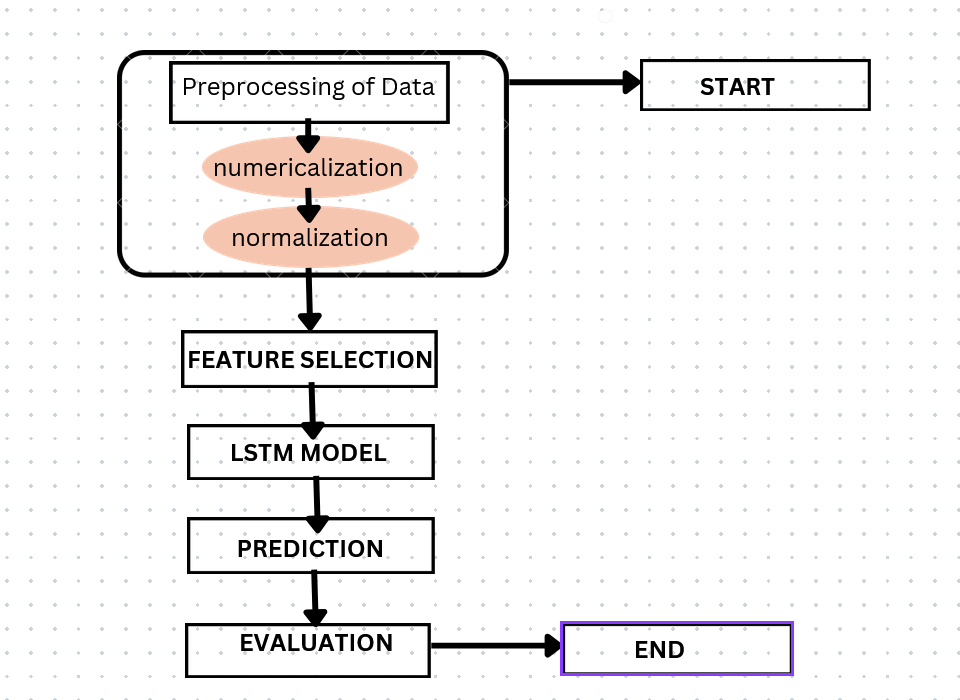 Preprocessing of Data
START
numericalization
normalization
FEATURE SELECTION
LSTM MODEL
PREDICTION
EVALUATION
END